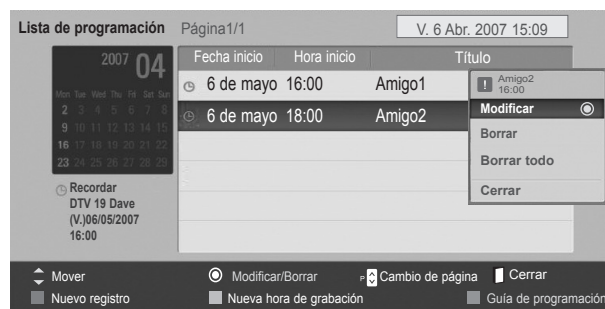 Lista de programación Página1/1 V. 6 Abr. 2007 15:09
2007 04
Mon Tue Wed Thu Fri Sat Sun
2 3 4 5 6 7 8
9 10 11 12 13 14 15
16 17 18 19 20 21 22
23 24 25 26 27 28 29
Recordar
DTV 19 Dave
(V.)06/05/2007
16:00
Fecha inicio Hora inicio Título
6 de mayo 16:00 Amigo1
6 de mayo 18:00 Amigo2
Amigo2
16:00
Modificar
Borrar
Borrar todo
Cerrar
Mover Modificar/Borrar P Cambio de página Cerrar
Nuevo registro Nueva hora de grabación Guía de programación